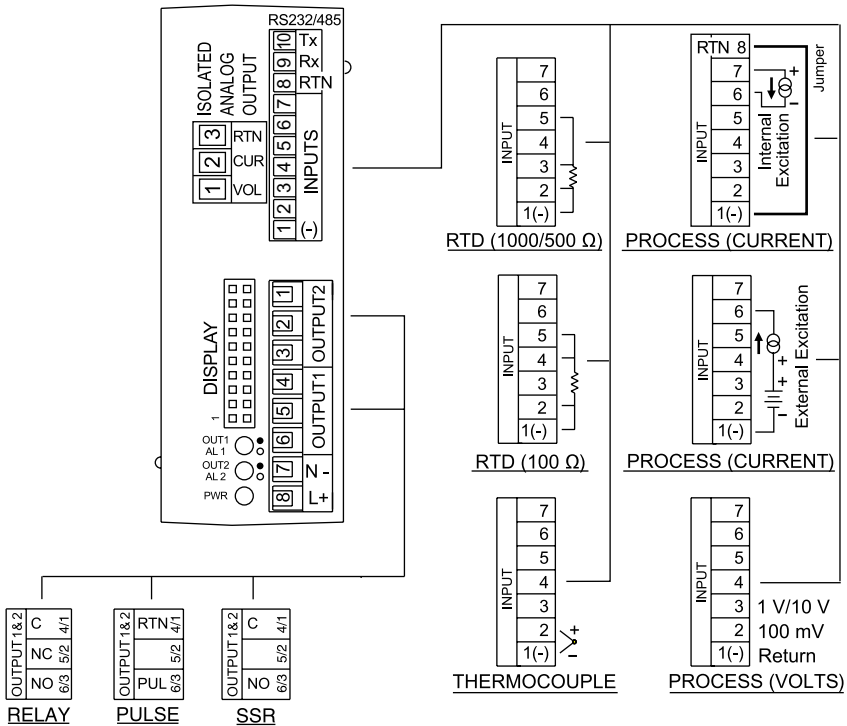 RS232/485
ISOLATED
ANALOG
OUTPUT
3 RTN
2 CUR
1 VOL
10 Tx
9 Rx
8 RTN
7
6
5
4
3
2
1 (-)
INPUTS
DISPLAY
1
1
2
3
OUTPUT2
4
5
6
OUTPUT1
7 N -
8 L+
OUT1
AL 1
OUT2
AL 2
PWR
INPUT
7
6
5
4
3
2
1(-)
RTD (1000/500 Ω)
INPUT
RTN 8
7
6
5
4
3
2
1(-)
+
-
Internal
Excitation
Jumper
PROCESS (CURRENT)
INPUT
7
6
5
4
3
2
1(-)
RTD (100 Ω)
INPUT
7
6
5
4
3
2
1(-)
+
+
-
External Excitation
PROCESS (CURRENT)
INPUT
7
6
5
4
3
2
1(-)
+
-
THERMOCOUPLE
INPUT
7
6
5
4
3 1 V/10 V
2 100 mV
1(-) Return
PROCESS (VOLTS)
OUTPUT 1&2
C 4/1
NC 5/2
NO 6/3
RELAY
OUTPUT 1&2
RTN 4/1
5/2
PUL 6/3
PULSE
OUTPUT 1&2
C 4/1
5/2
NO 6/3
SSR